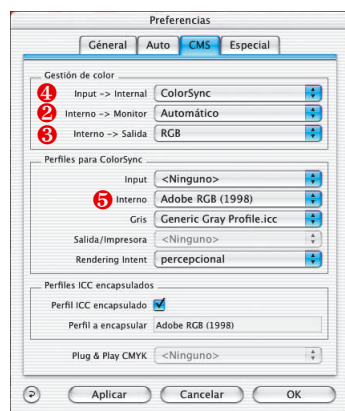 Preferencias
Géneral Auto CMS Especial
Gestión de color
4 Input -> Internal ColorSync
2 Interno -> Monitor Automático
3 Interno -> Salida RGB
Perfiles para ColorSync
Input <Ninguno>
5 Interno Adobe RGB (1998)
Gris Generic Gray Profile.icc
Salida/Impresora <Ninguno>
Rendering Intent percepcional
Perfiles ICC encapsulados
Perfil ICC encapsulado
Perfil a encapsular Adobe RGB (1998)
Plug & Play CMYK <Ninguno>
Aplicar Cancelar OK